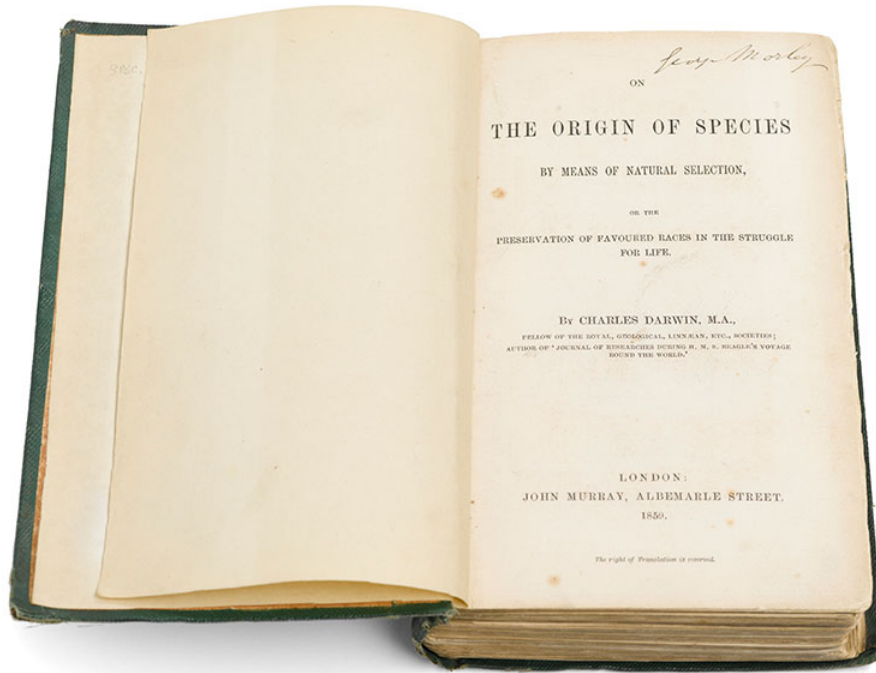 George Morley
ON
THE ORIGIN OF SPECIES
BY MEANS OF NATURAL SELECTION,
OR THE
PRESERVATION OF FAVOURED RACES IN THE STRUGGLE
FOR LIFE.
BY CHARLES DARWIN, M.A.,
FELLOW OF THE ROYAL, GEOLOGICAL, LINNÆAN, ETC., SOCIETIES;
AUTHOR OF 'JOURNAL OF RESEARCHES DURING H. M. S. BEAGLE'S VOYAGE
ROUND THE WORLD.'
LONDON:
JOHN MURRAY, ALBEMARLE STREET.
1859.
The right of Translation is reserved.